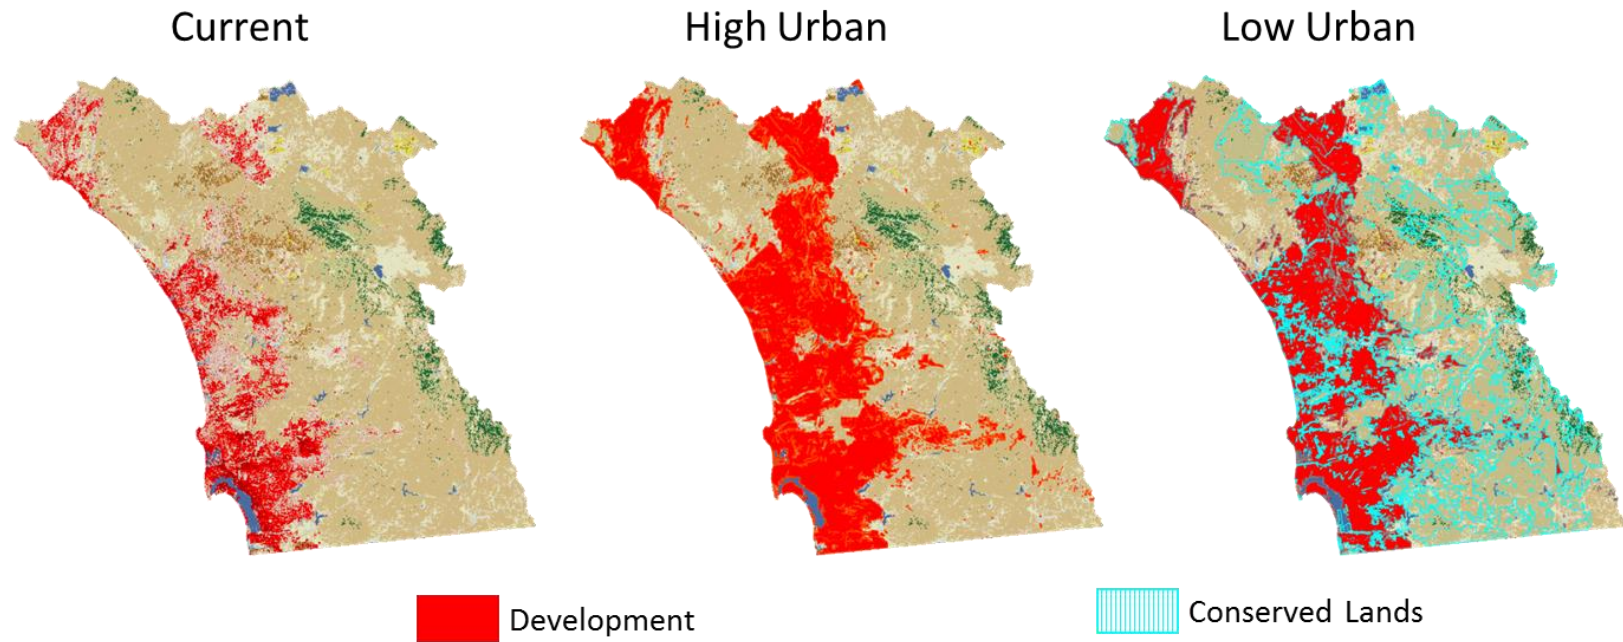 Current
High Urban
Low Urban
Development
Conserved Lands